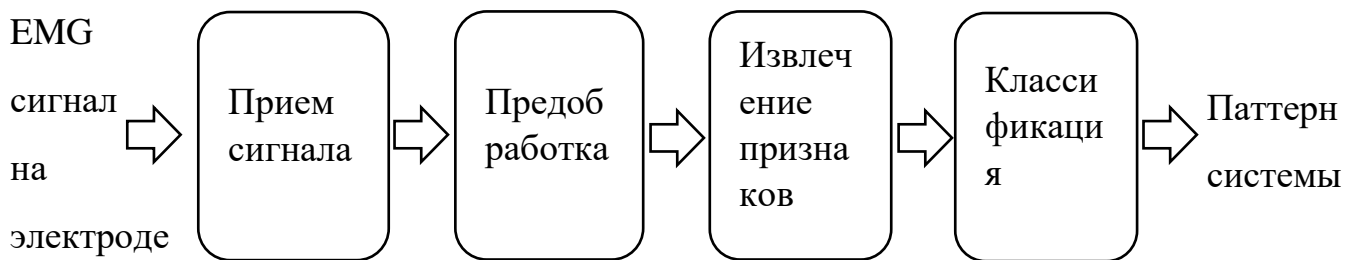 EMG
сигнал
на
электроде
Прием
сигнала
Предоб
работка
Извлеч
ение
призна
ков
Класси
фикаци
я
Паттерн
системы